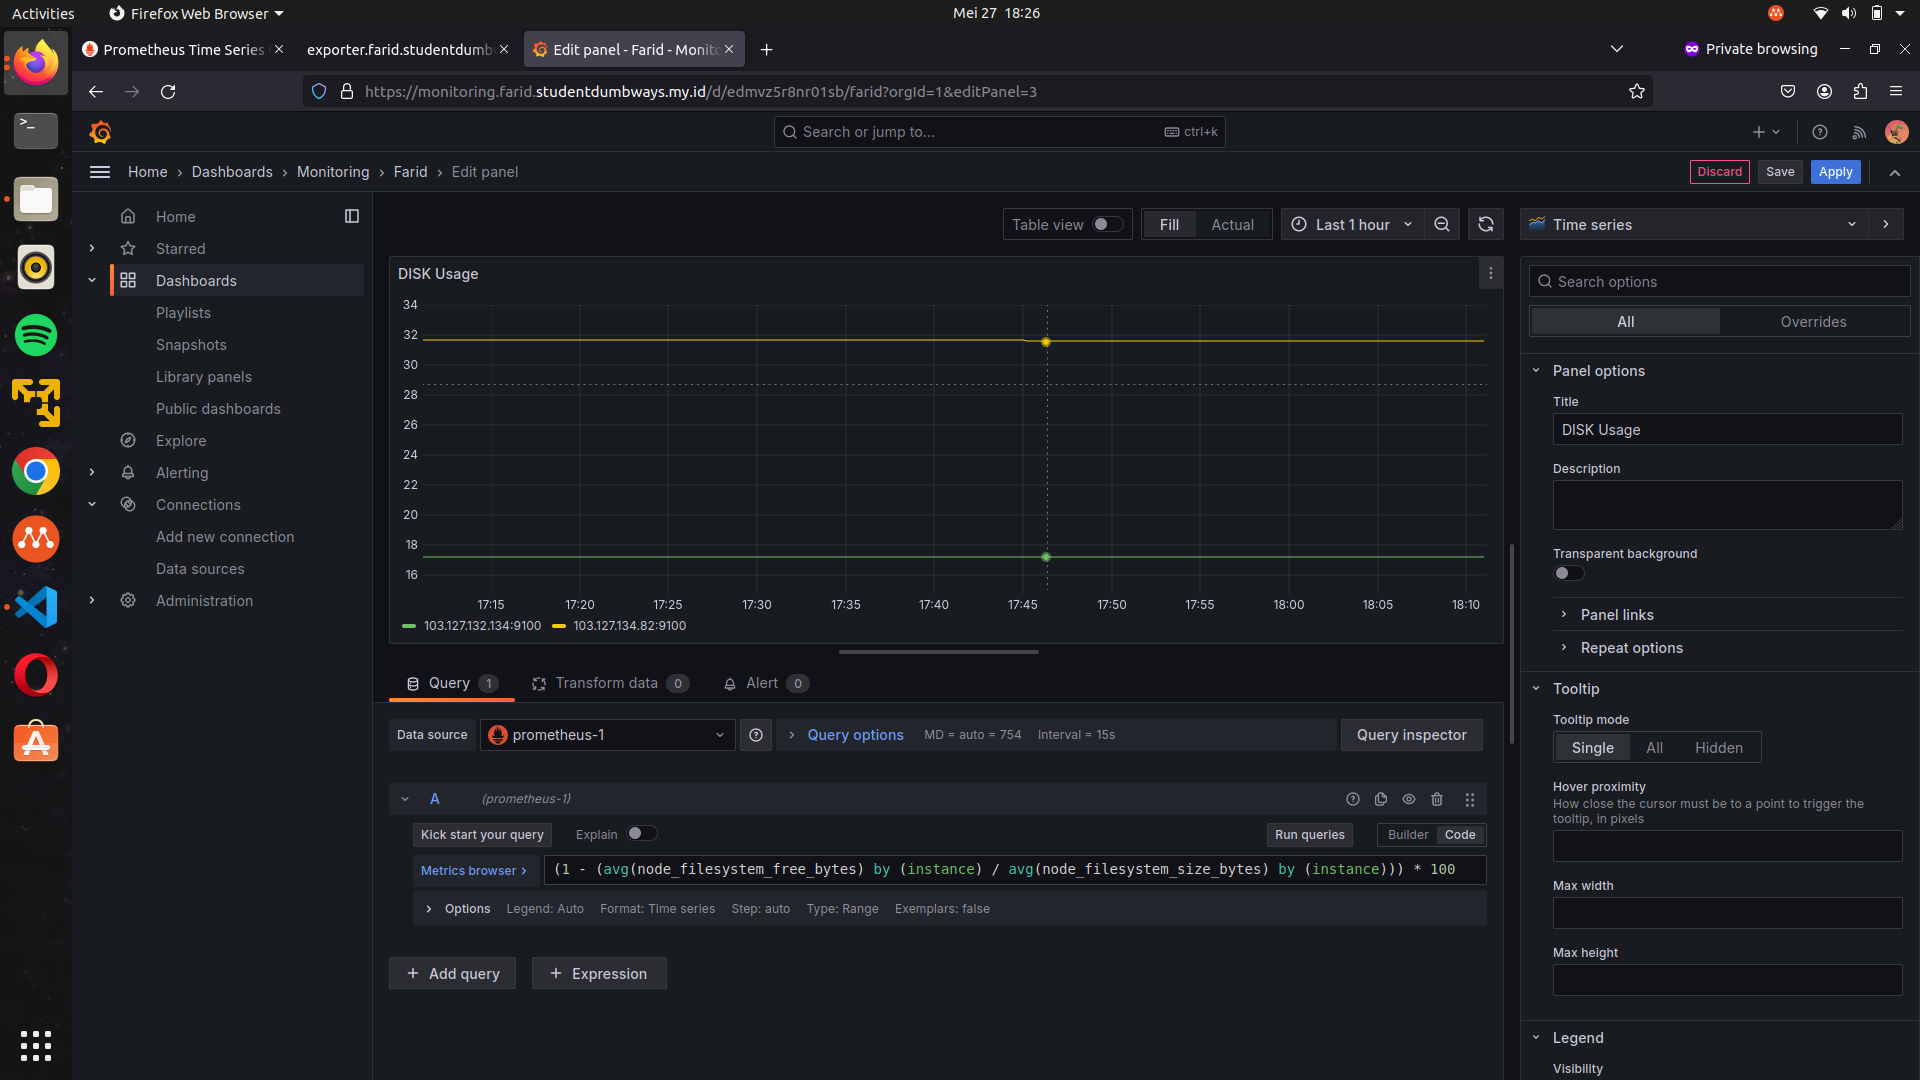 Activities
Firefox Web Browser
Mei 27 18:26
Prometheus Time Series
exporter.farid.studentdumbw
Edit panel - Farid - Monito
Private browsing
https://monitoring.farid.studentdumbways.my.id/d/edmvz5r8nr01sb/farid?orgId=1&editPanel=3
Search or jump to...
ctrl+k
Home › Dashboards › Monitoring › Farid › Edit panel
Discard
Save
Apply
Home
Starred
Dashboards
Playlists
Snapshots
Library panels
Public dashboards
Explore
Alerting
Connections
Add new connection
Data sources
Administration
Table view
Fill
Actual
Last 1 hour
DISK Usage
34
32
30
28
26
24
22
20
18
16
17:15 17:20 17:25 17:30 17:35 17:40 17:45 17:50 17:55 18:00 18:05 18:10
103.127.132.134:9100 103.127.134.82:9100
Query 1
Transform data 0
Alert 0
Data source
prometheus-1
Query options
MD = auto = 754
Interval = 15s
Query inspector
A
(prometheus-1)
Kick start your query
Explain
Run queries
Builder
Code
Metrics browser >
(1 - (avg(node_filesystem_free_bytes) by (instance) / avg(node_filesystem_size_bytes) by (instance))) * 100
Options
Legend: Auto
Format: Time series
Step: auto
Type: Range
Exemplars: false
+ Add query
+ Expression
Time series
Search options
All
Overrides
Panel options
Title
DISK Usage
Description
Transparent background
Panel links
Repeat options
Tooltip
Tooltip mode
Single
All
Hidden
Hover proximity
How close the cursor must be to a point to trigger the
tooltip, in pixels
Max width
Max height
Legend
Visibility